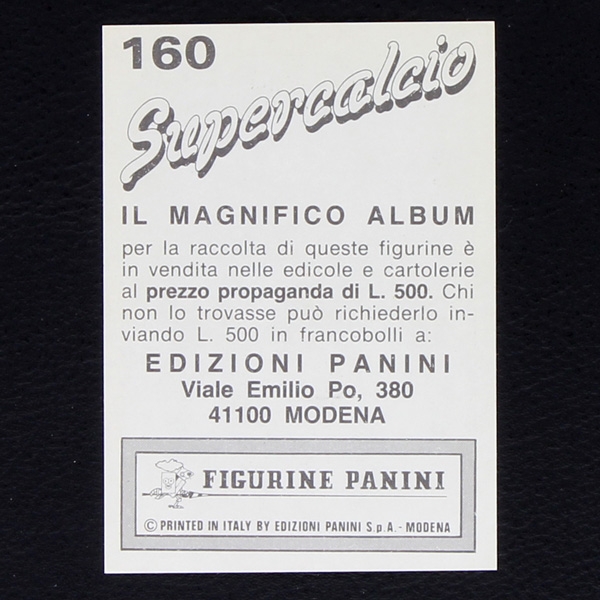 160
Supercalcio
IL MAGNIFICO ALBUM
per la raccolta di queste figurine è
in vendita nelle edicole e cartolerie
al prezzo propaganda di L. 500. Chi
non lo trovasse può richiederlo in-
viando L. 500 in francobolli a:
EDIZIONI PANINI
Viale Emilio Po, 380
41100 MODENA
FIGURINE PANINI
© PRINTED IN ITALY BY EDIZIONI PANINI S.p.A. - MODENA